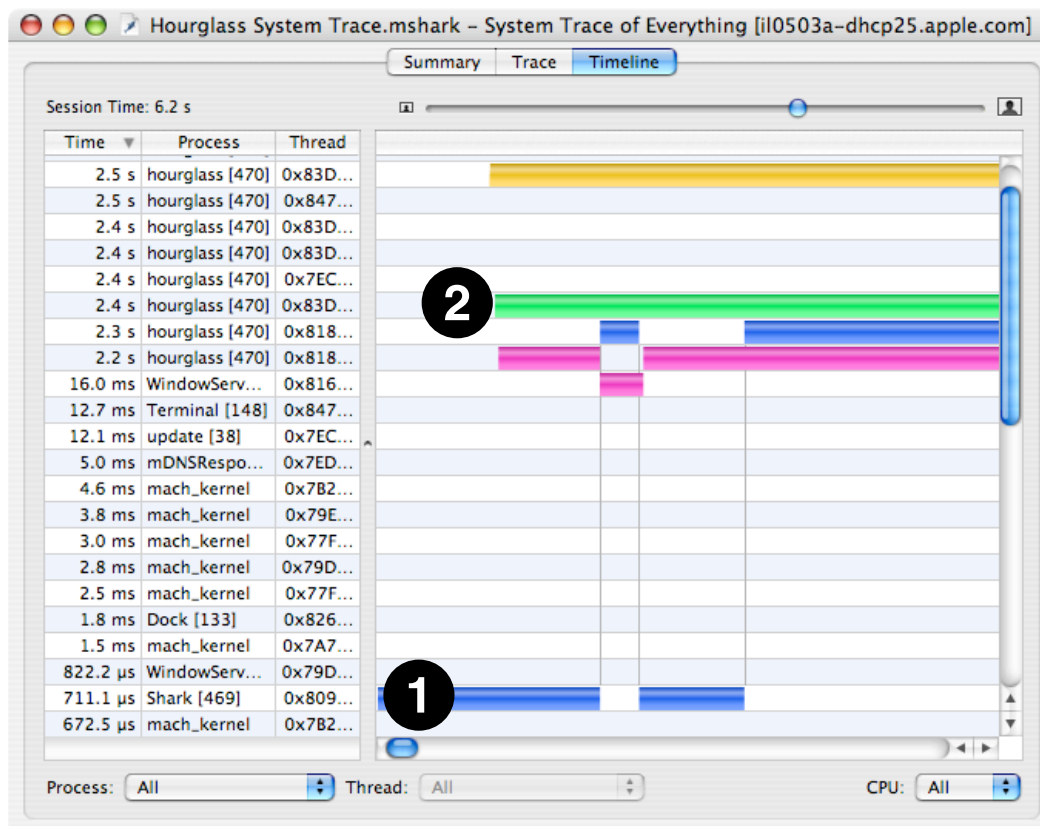 Hourglass System Trace.mshark – System Trace of Everything [il0503a-dhcp25.apple.com]
Summary Trace Timeline
Session Time: 6.2 s
Time Process Thread
2.5 s hourglass [470] 0x83D...
2.5 s hourglass [470] 0x847...
2.4 s hourglass [470] 0x83D...
2.4 s hourglass [470] 0x83D...
2.4 s hourglass [470] 0x7EC...
2.4 s hourglass [470] 0x83D...
2
2.3 s hourglass [470] 0x818...
2.2 s hourglass [470] 0x818...
16.0 ms WindowServ... 0x816...
12.7 ms Terminal [148] 0x847...
12.1 ms update [38] 0x7EC...
5.0 ms mDNSRespo... 0x7ED...
4.6 ms mach_kernel 0x7B2...
3.8 ms mach_kernel 0x79E...
3.0 ms mach_kernel 0x77F...
2.8 ms mach_kernel 0x79D...
2.5 ms mach_kernel 0x77F...
1.8 ms Dock [133] 0x826...
1.5 ms mach_kernel 0x7A7...
822.2 µs WindowServ... 0x79D...
711.1 µs Shark [469] 0x809...
1
672.5 µs mach_kernel 0x7B2...
Process: All Thread: All CPU: All